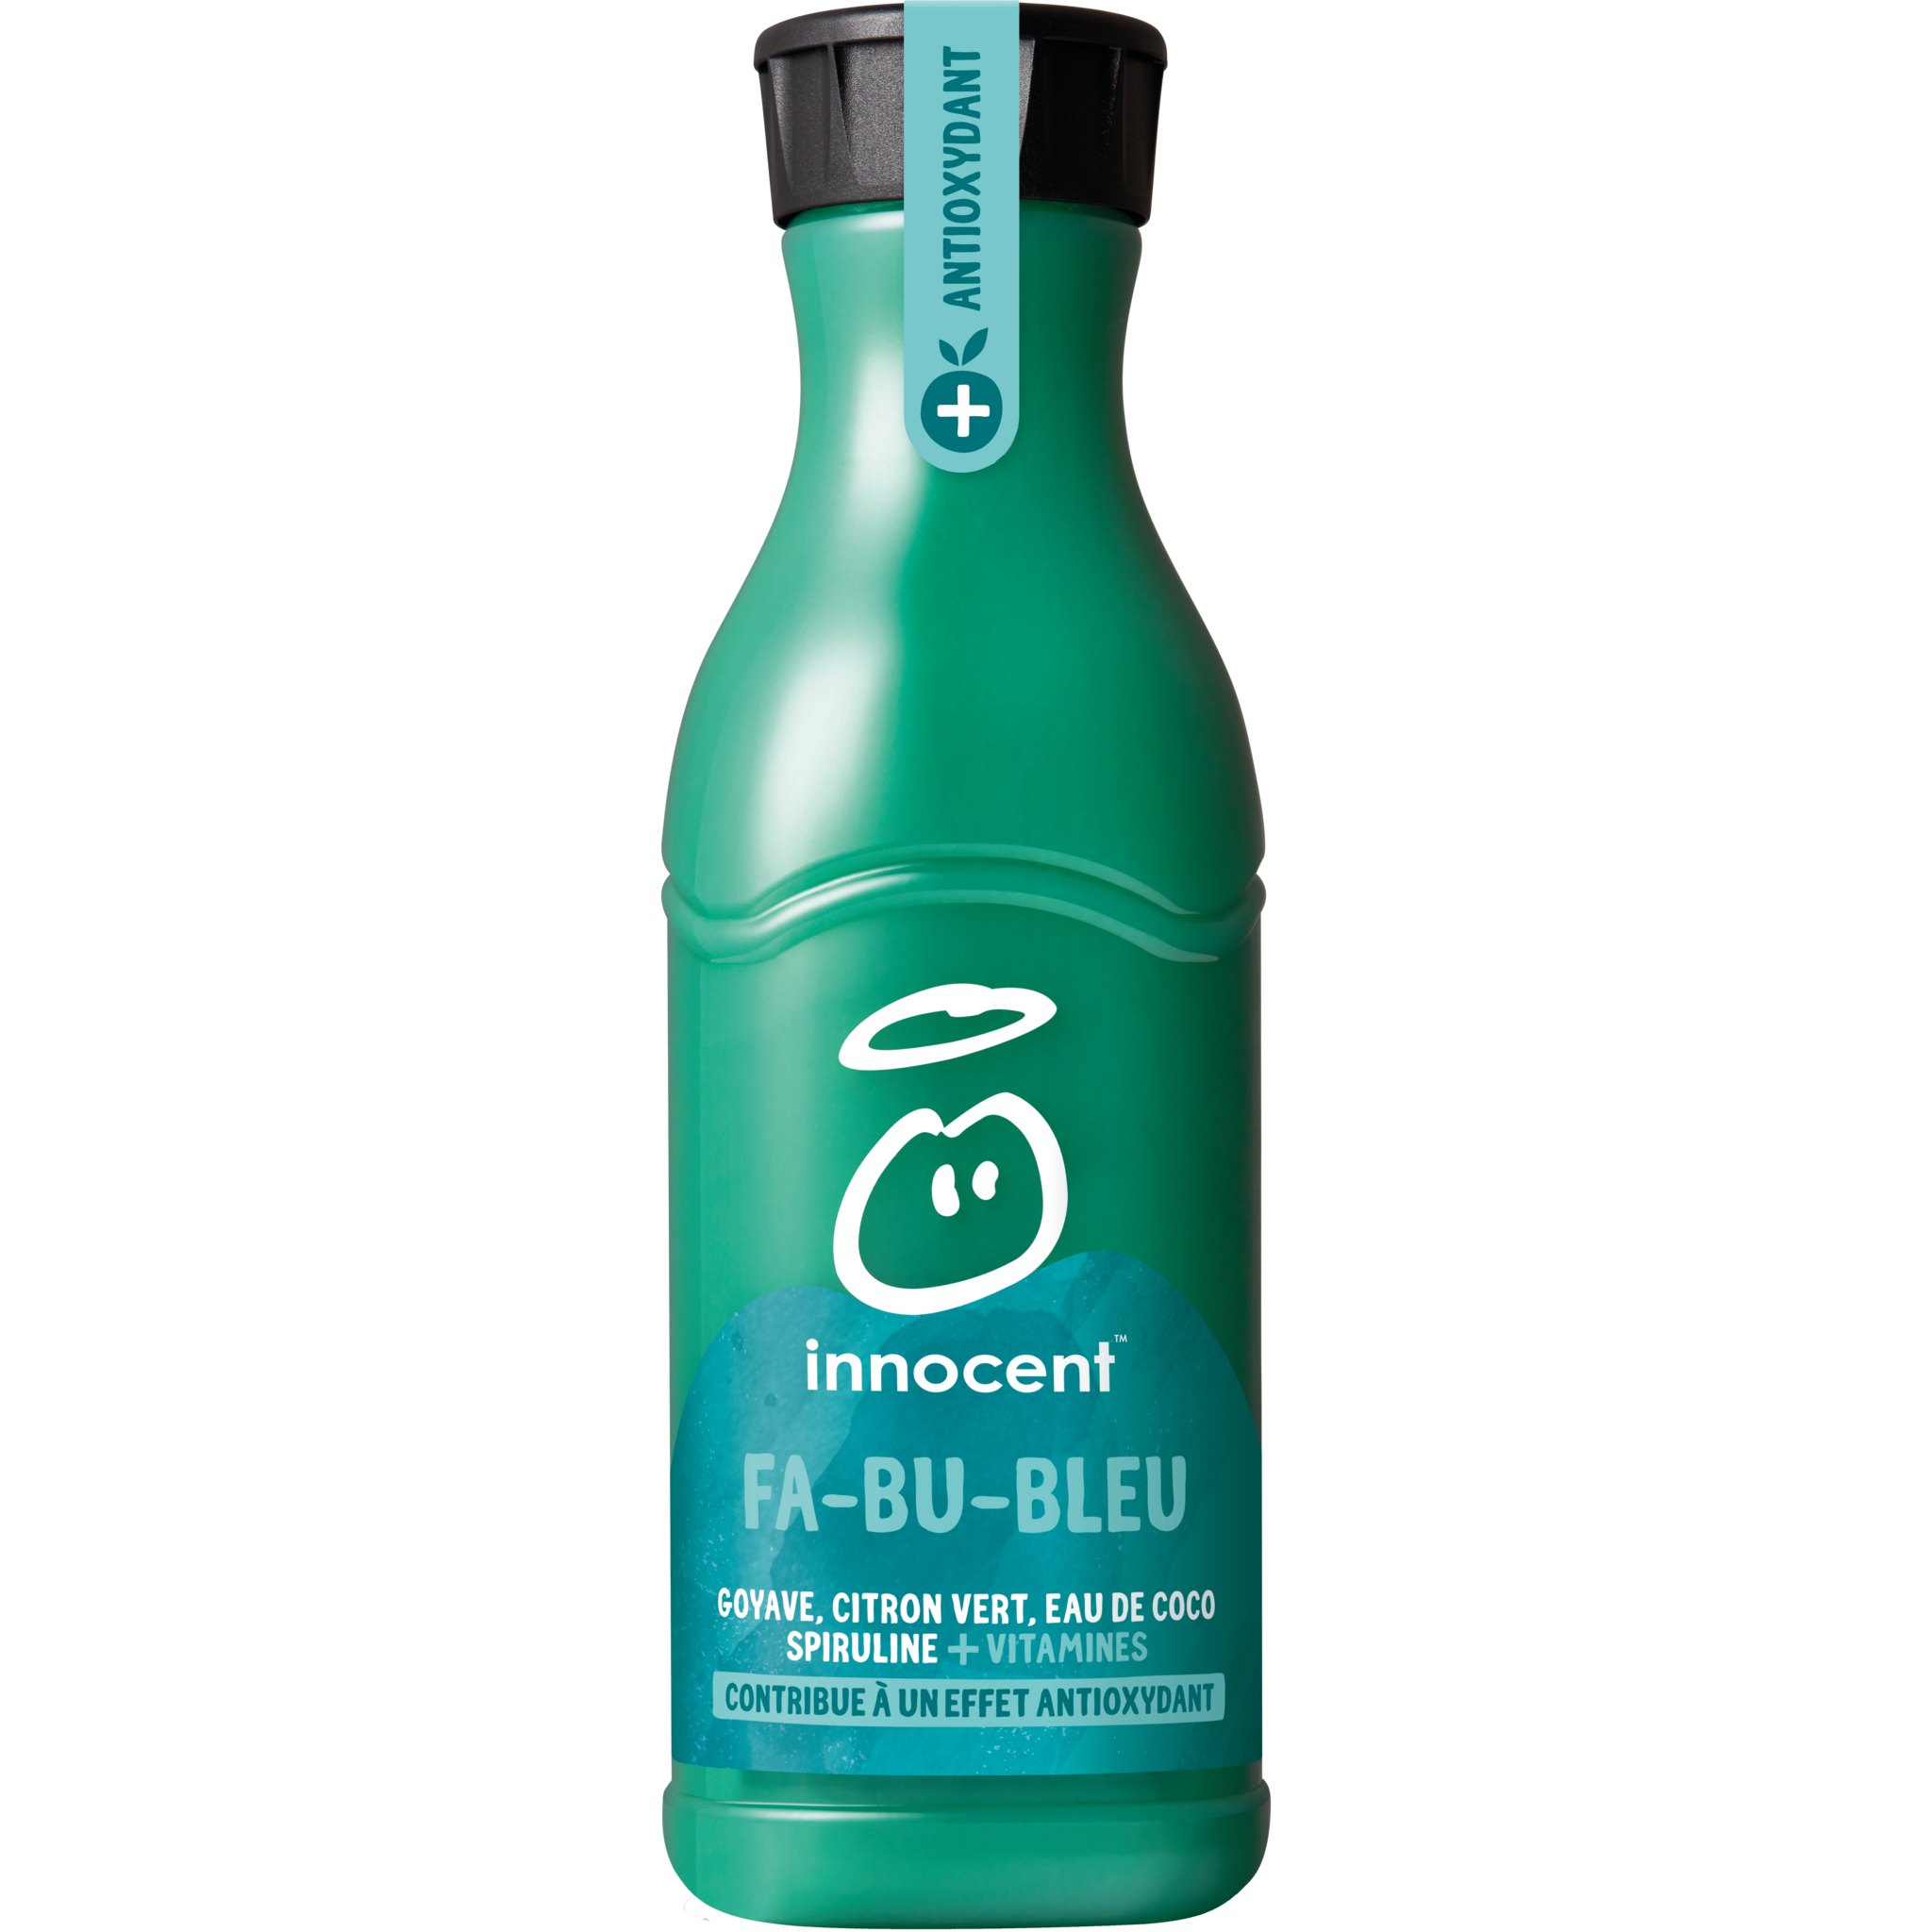 + ANTIOXYDANT
innocent™
FA-BU-BLEU
GOYAVE, CITRON VERT, EAU DE COCO
SPIRULINE + VITAMINES
CONTRIBUE À UN EFFET ANTIOXYDANT